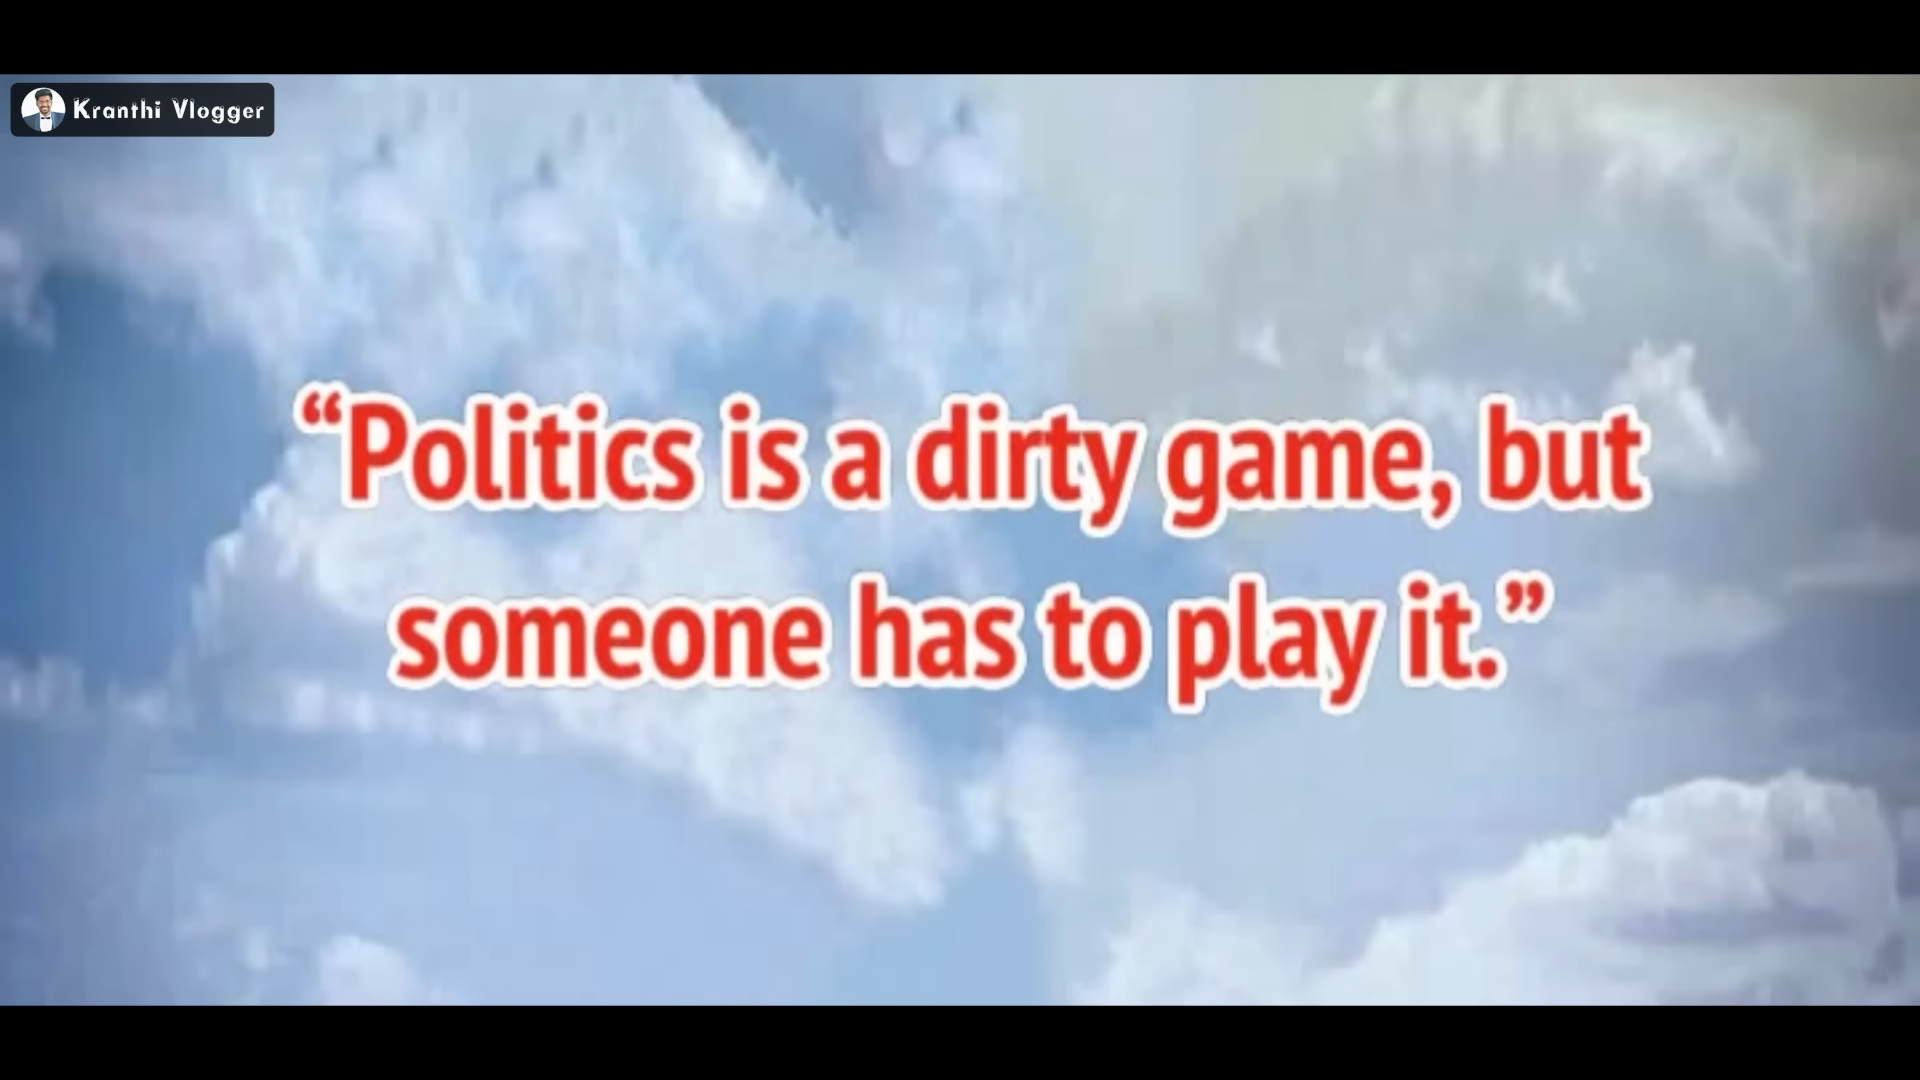 Kranthi Vlogger
“Politics is a dirty game, but
someone has to play it.”